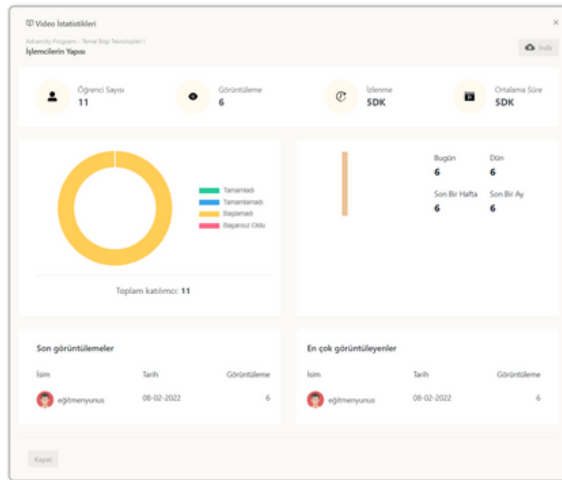 Video İstatistikleri
Advancity Programı - Temel Bilgi Teknolojileri /
İşlemcilerin Yapısı
İndir
Öğrenci Sayısı
11
Görüntüleme
6
İzlenme
5DK
Ortalama Süre
5DK
Tamamladı
Tamamlamadı
Başlamadı
Başarısız Oldu
Toplam katılımcı: 11
Bugün
6
Dün
6
Son Bir Hafta
6
Son Bir Ay
6
Son görüntülemeler
İsim Tarih Görüntüleme
eğitmenyunus 08-02-2022 6
En çok görüntüleyenler
İsim Tarih Görüntüleme
eğitmenyunus 08-02-2022 6
Kapat